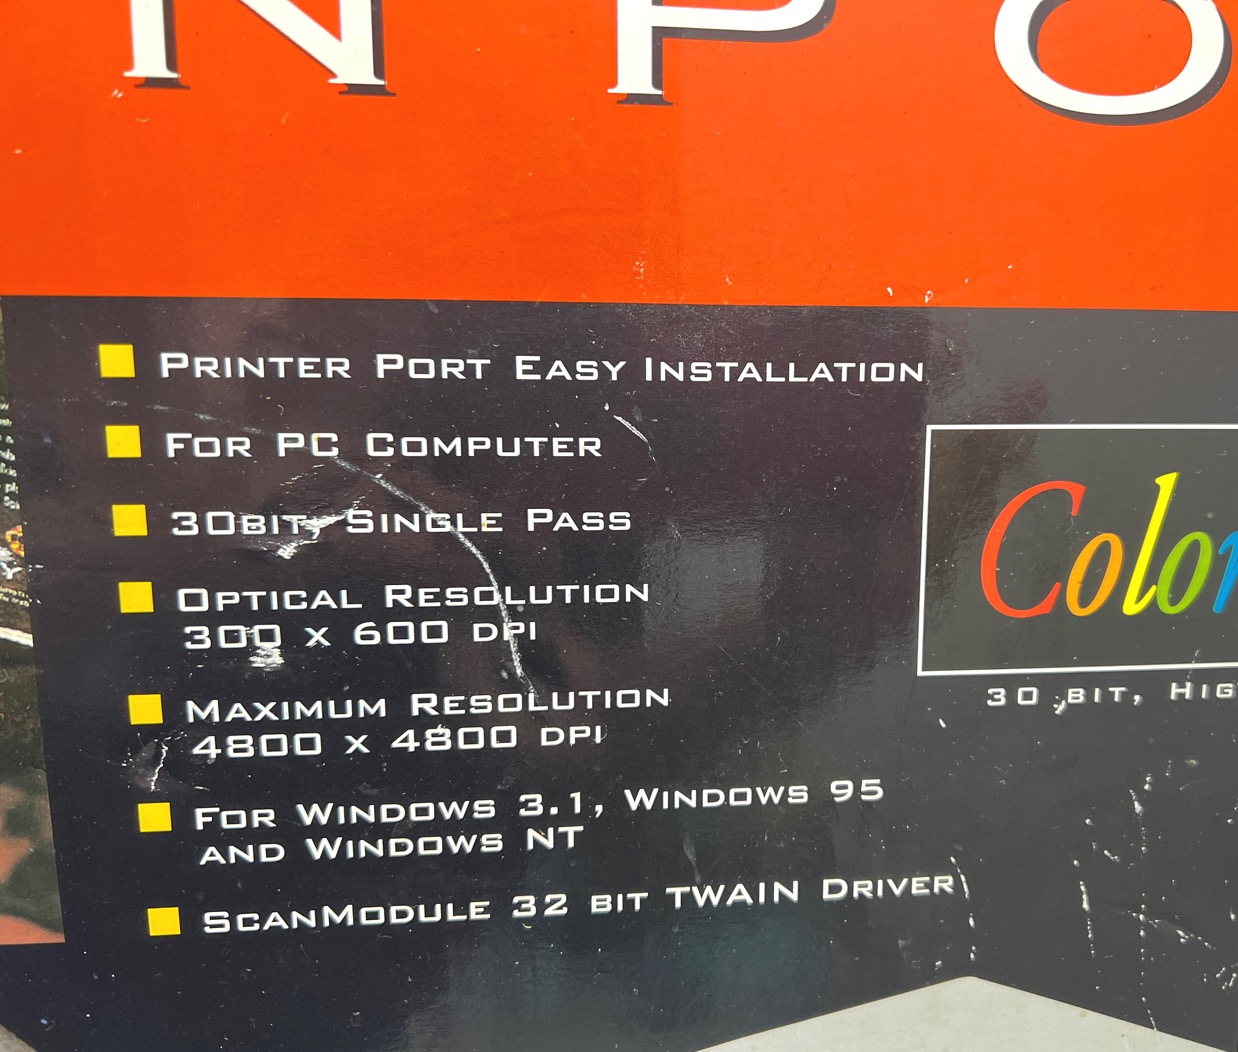 NPO
PRINTER PORT EASY INSTALLATION
FOR PC COMPUTER
30BIT, SINGLE PASS
OPTICAL RESOLUTION
300 X 600 DPI
MAXIMUM RESOLUTION
4800 X 4800 DPI
FOR WINDOWS 3.1, WINDOWS 95
AND WINDOWS NT
SCANMODULE 32 BIT TWAIN DRIVER
Color
30 BIT, HIG